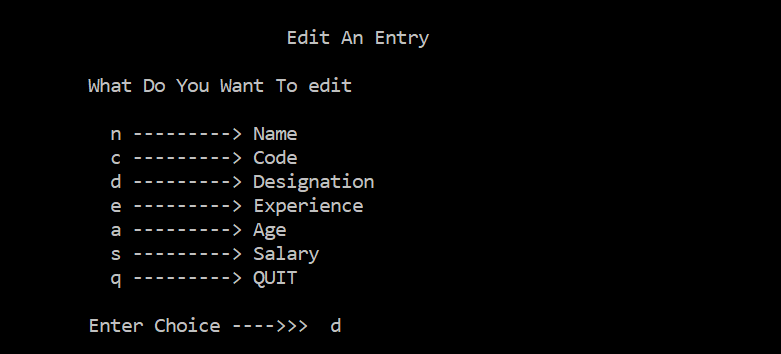 Edit An Entry
What Do You Want To edit
n ---------> Name
c ---------> Code
d ---------> Designation
e ---------> Experience
a ---------> Age
s ---------> Salary
q ---------> QUIT
Enter Choice ---->>>  d